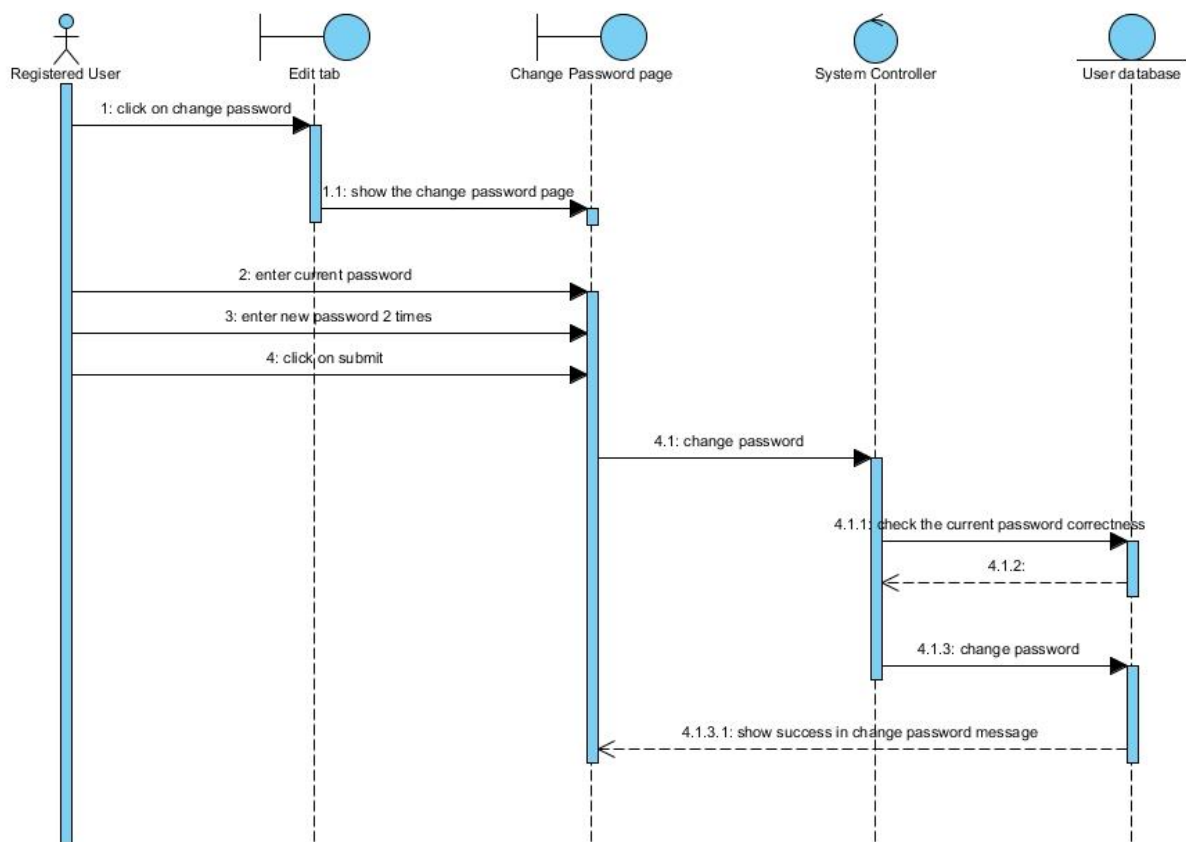 Registered User
Edit tab
Change Password page
System Controller
User database
1: click on change password
1.1: show the change password page
2: enter current password
3: enter new password 2 times
4: click on submit
4.1: change password
4.1.1: check the current password correctness
4.1.2:
4.1.3: change password
4.1.3.1: show success in change password message